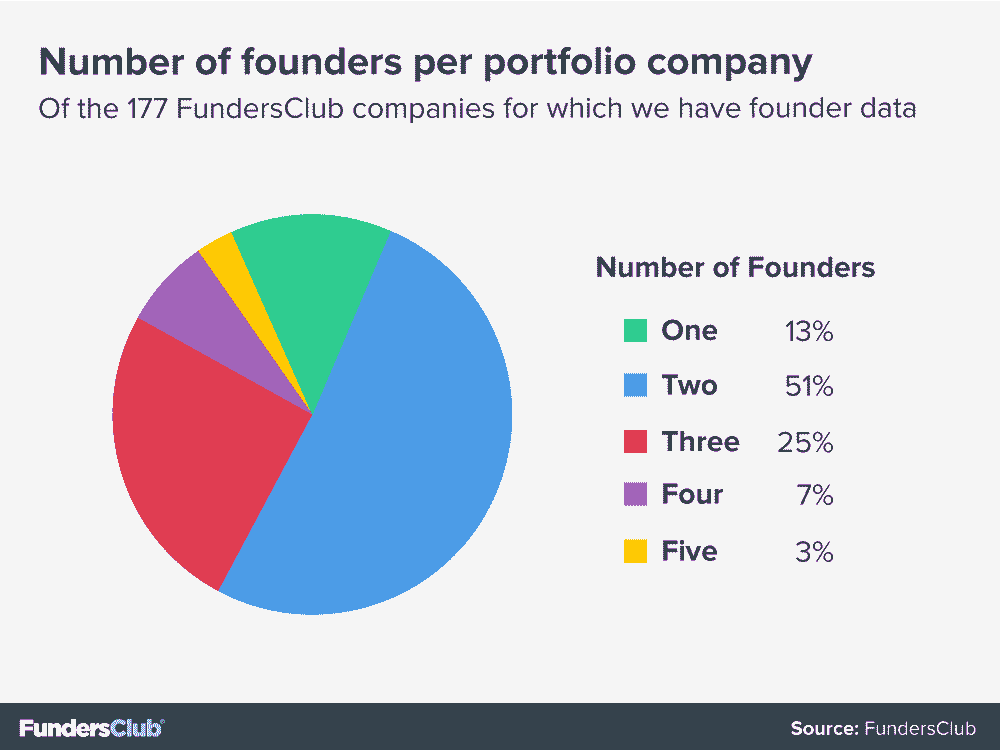 Number of founders per portfolio company
Of the 177 FundersClub companies for which we have founder data
Number of Founders
One 13%
Two 51%
Three 25%
Four 7%
Five 3%
FundersClub
Source: FundersClub